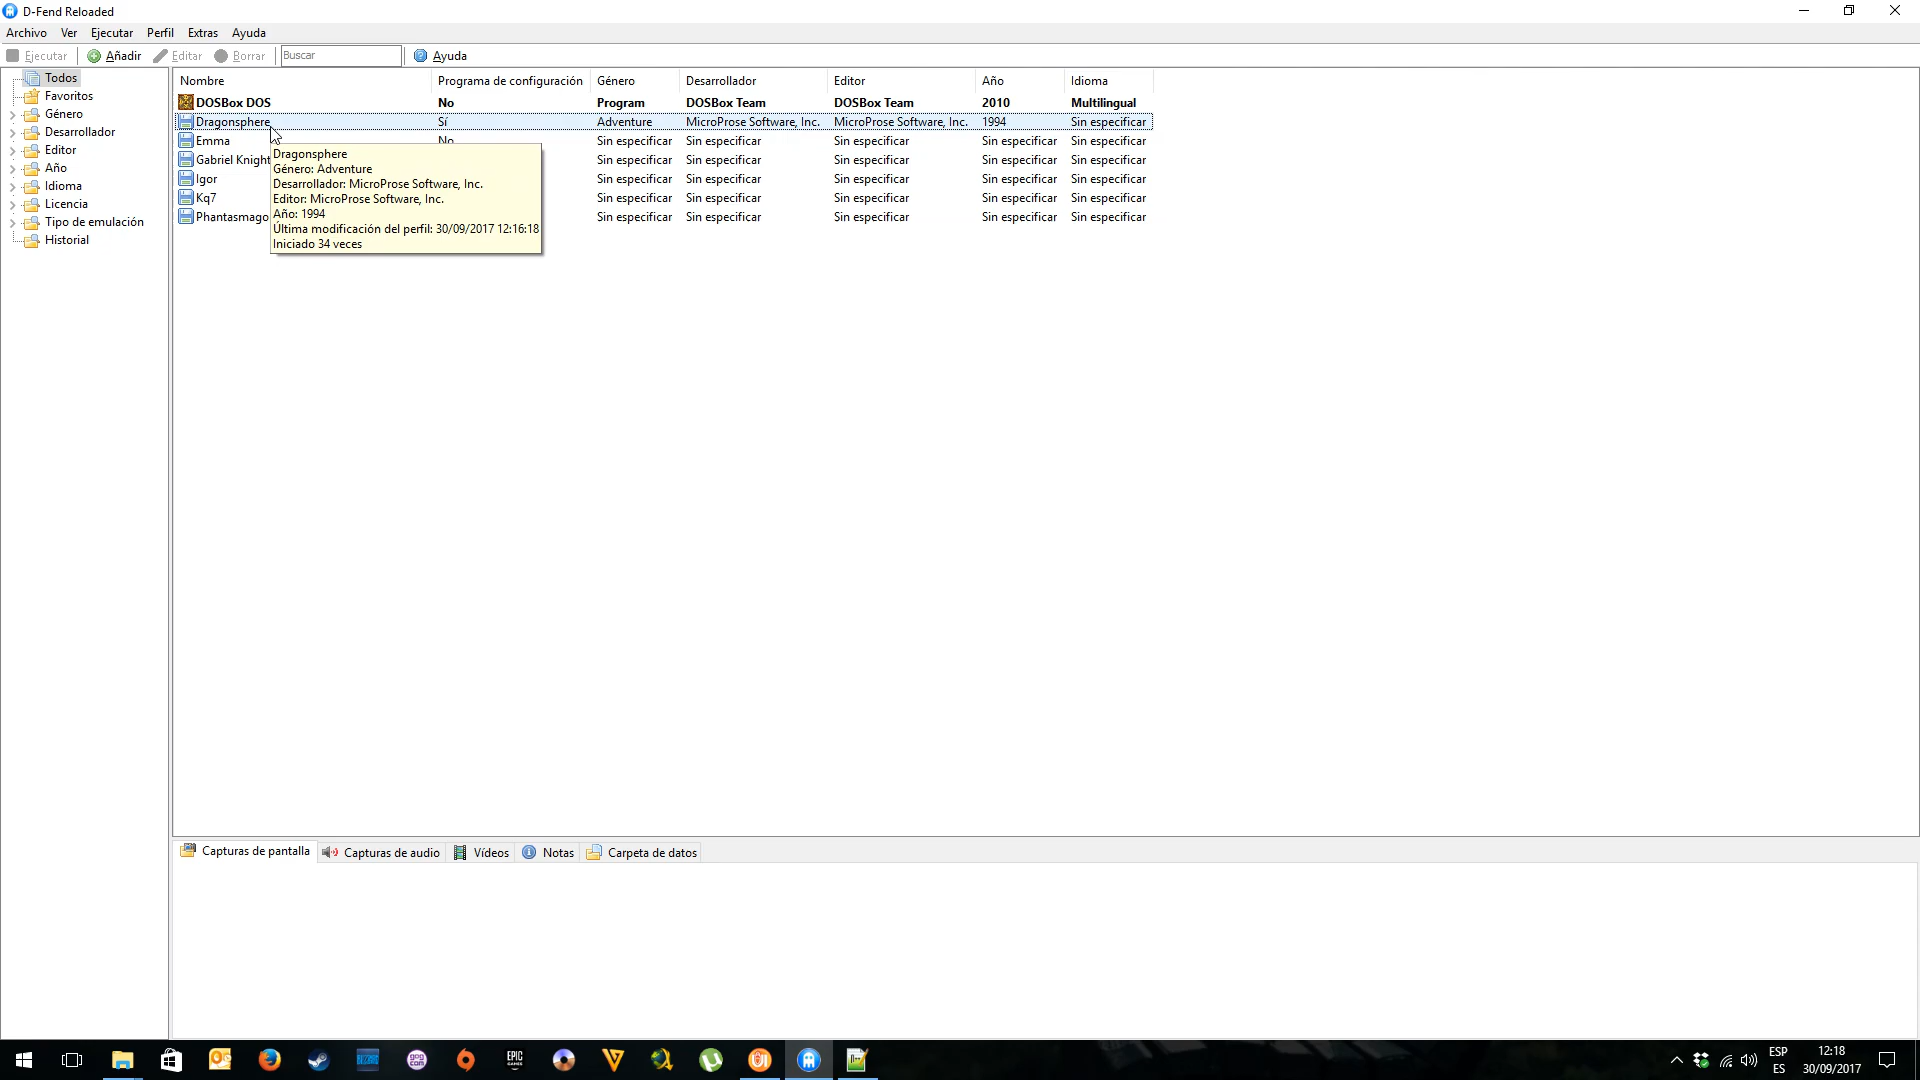 D-Fend Reloaded
Archivo Ver Ejecutar Perfil Extras Ayuda
Ejecutar Añadir Editar Borrar Buscar Ayuda
Todos
Favoritos
Género
Desarrollador
Editor
Año
Idioma
Licencia
Tipo de emulación
Historial
Nombre Programa de configuración Género Desarrollador Editor Año Idioma
DOSBox DOS No Program DOSBox Team DOSBox Team 2010 Multilingual
Dragonsphere Sí Adventure MicroProse Software, Inc. MicroProse Software, Inc. 1994 Sin especificar
Emma No Sin especificar Sin especificar Sin especificar Sin especificar Sin especificar
Gabriel Knight Sin especificar Sin especificar Sin especificar Sin especificar Sin especificar
Igor Sin especificar Sin especificar Sin especificar Sin especificar Sin especificar
Kq7 Sin especificar Sin especificar Sin especificar Sin especificar Sin especificar
Phantasmago Sin especificar Sin especificar Sin especificar Sin especificar Sin especificar
Dragonsphere
Género: Adventure
Desarrollador: MicroProse Software, Inc.
Editor: MicroProse Software, Inc.
Año: 1994
Última modificación del perfil: 30/09/2017 12:16:18
Iniciado 34 veces
Capturas de pantalla Capturas de audio Vídeos Notas Carpeta de datos
EPIC
GAMES
gog
com
ESP
ES
12:18
30/09/2017